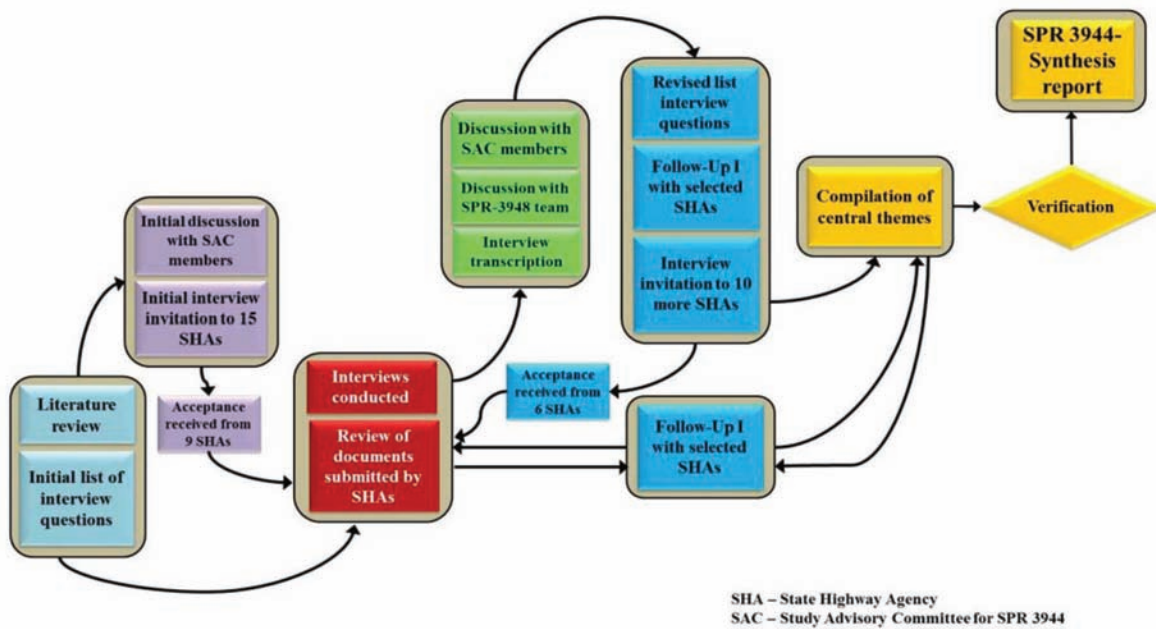 Literature
review
Initial list of
interview
questions
Initial discussion
with SAC
members
Initial interview
invitation to 15
SHAs
Acceptance
received from
9 SHAs
Interviews
conducted
Review of
documents
submitted by
SHAs
Discussion with
SAC members
Discussion with
SPR-3948 team
Interview
transcription
Revised list
interview
questions
Follow-Up I
with selected
SHAs
Interview
invitation to 10
more SHAs
Acceptance
received from
6 SHAs
Follow-Up I
with selected
SHAs
Compilation of
central themes
Verification
SPR 3944-
Synthesis
report
SHA – State Highway Agency
SAC – Study Advisory Committee for SPR 3944